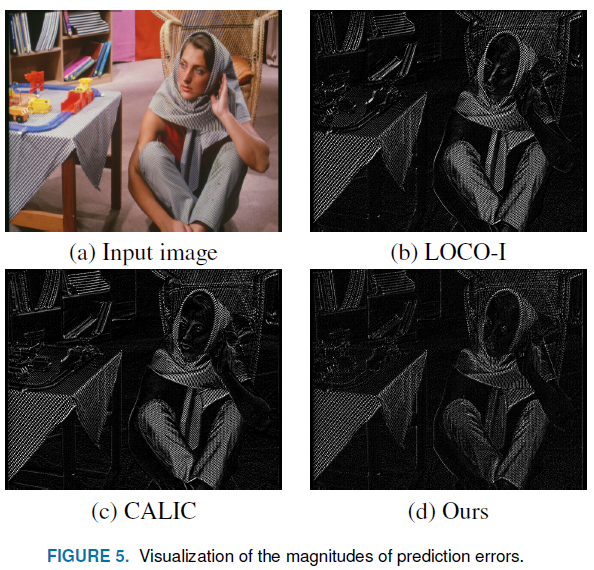 (a) Input image
(b) LOCO-I
(c) CALIC
(d) Ours
FIGURE 5. Visualization of the magnitudes of prediction errors.